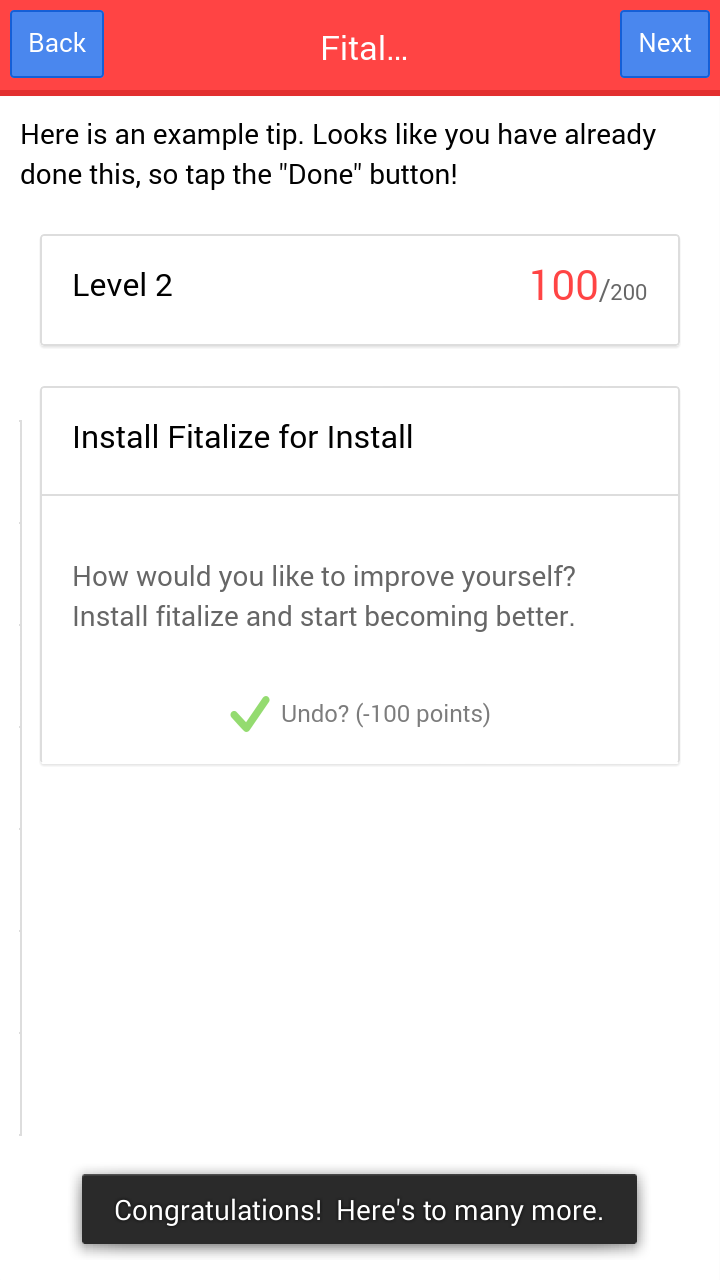 Back
Fital...
Next
Here is an example tip. Looks like you have already
done this, so tap the "Done" button!
Level 2
100/200
Install Fitalize for Install
How would you like to improve yourself?
Install fitalize and start becoming better.
Undo? (-100 points)
Congratulations!  Here's to many more.